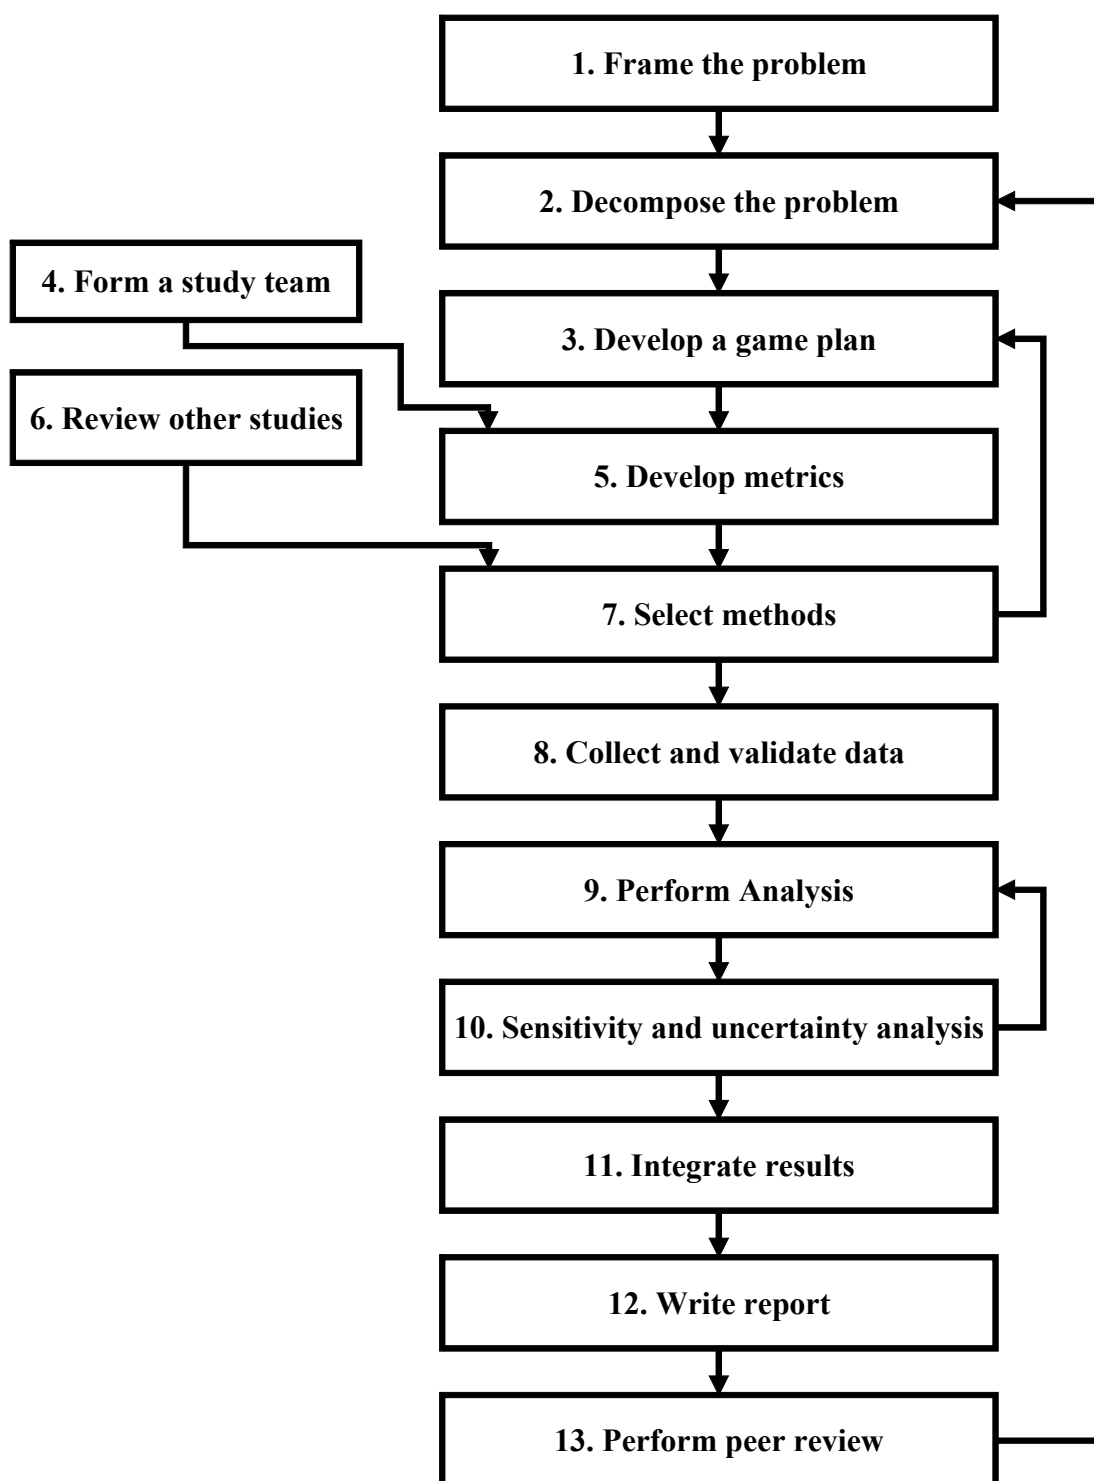 1. Frame the problem
2. Decompose the problem
4. Form a study team
3. Develop a game plan
6. Review other studies
5. Develop metrics
7. Select methods
8. Collect and validate data
9. Perform Analysis
10. Sensitivity and uncertainty analysis
11. Integrate results
12. Write report
13. Perform peer review